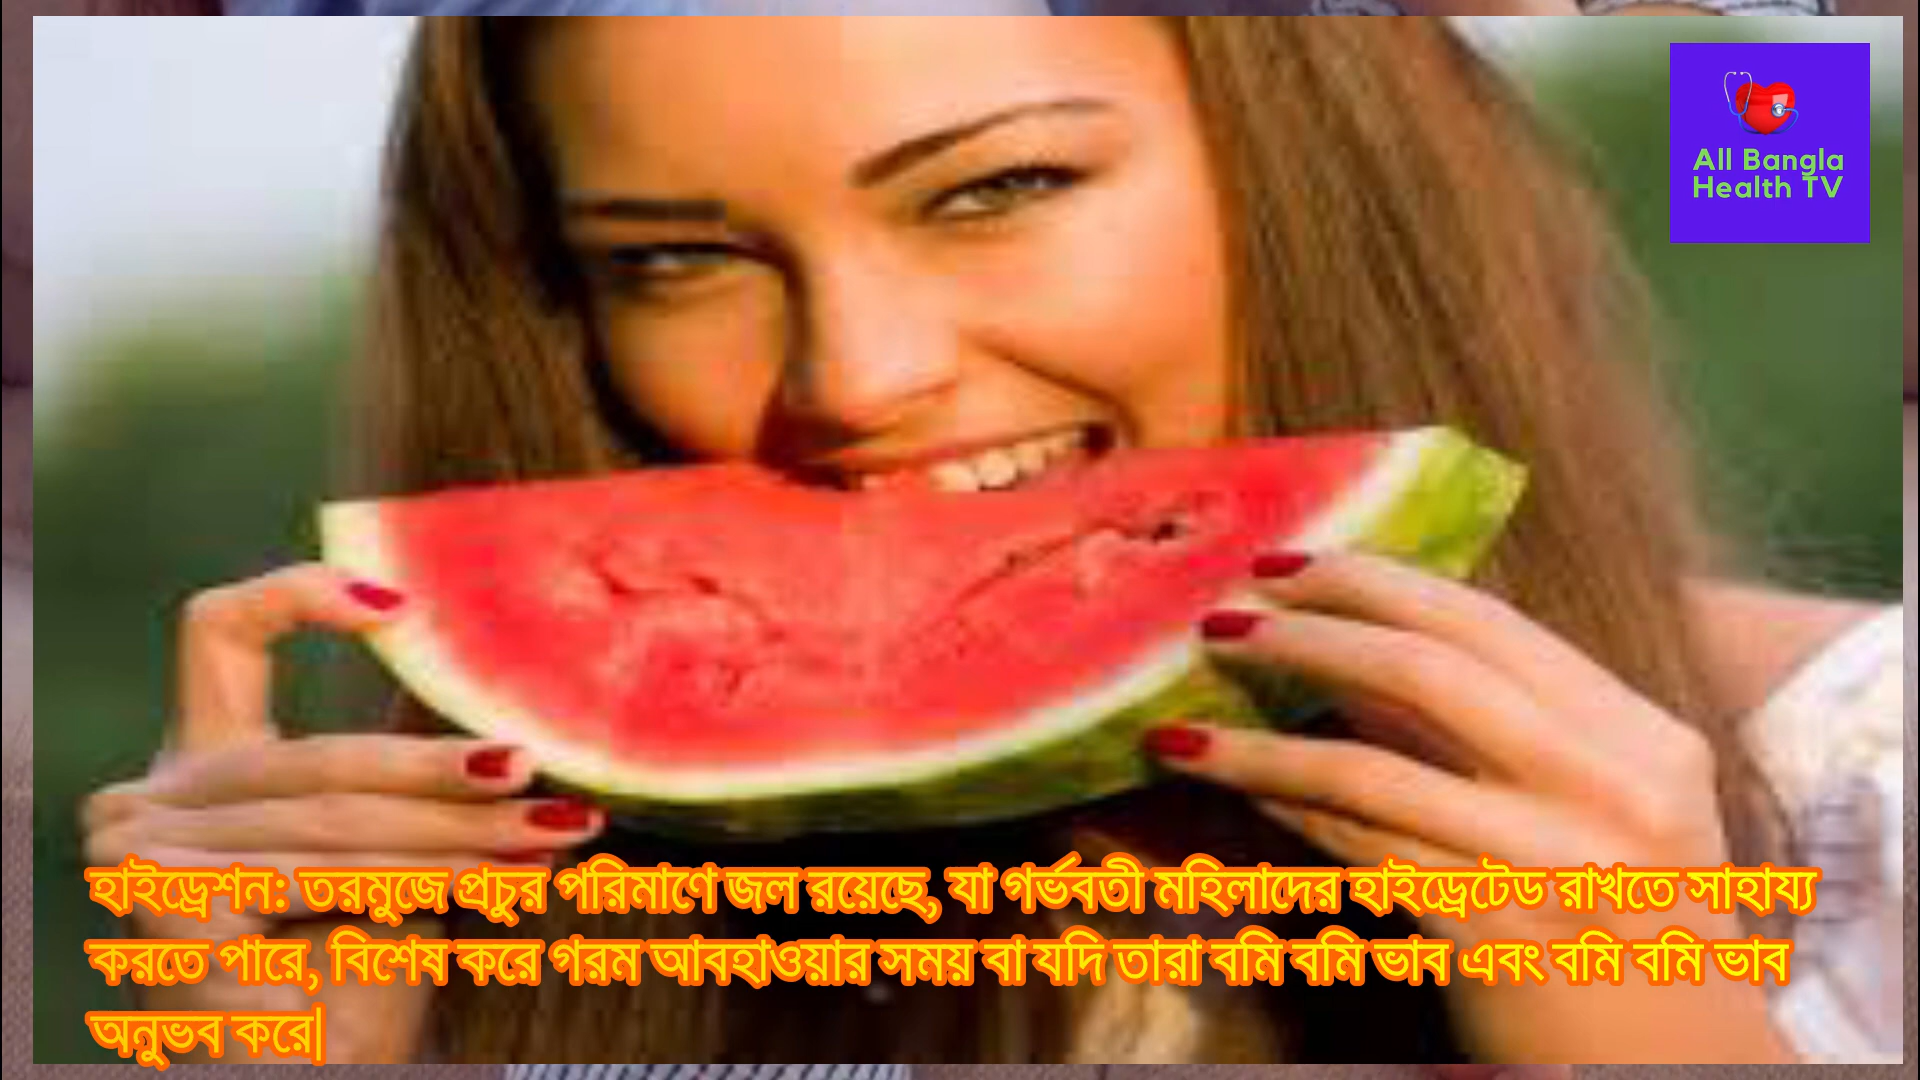 All Bangla
Health TV
হাইড্রেশন: তরমুজে প্রচুর পরিমাণে জল রয়েছে, যা গর্ভবতী মহিলাদের হাইড্রেটেড রাখতে সাহায্য
করতে পারে, বিশেষ করে গরম আবহাওয়ার সময় বা যদি তারা বমি বমি ভাব এবং বমি বমি ভাব
অনুভব করে|